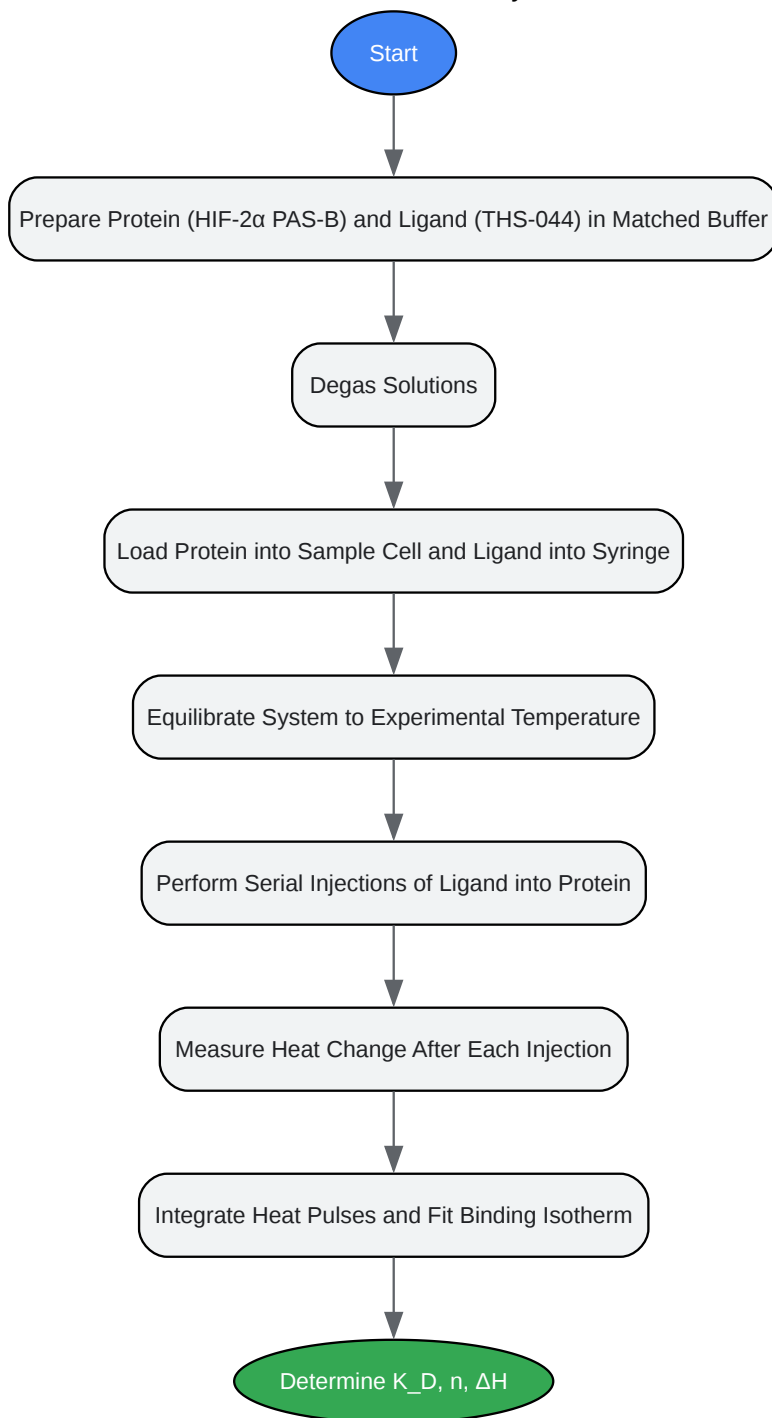 Start
Prepare Protein (HIF-2α PAS-B) and Ligand (THS-044) in Matched Buffer
Degas Solutions
Load Protein into Sample Cell and Ligand into Syringe
Equilibrate System to Experimental Temperature
Perform Serial Injections of Ligand into Protein
Measure Heat Change After Each Injection
Integrate Heat Pulses and Fit Binding Isotherm
Determine K_D, n, ΔH